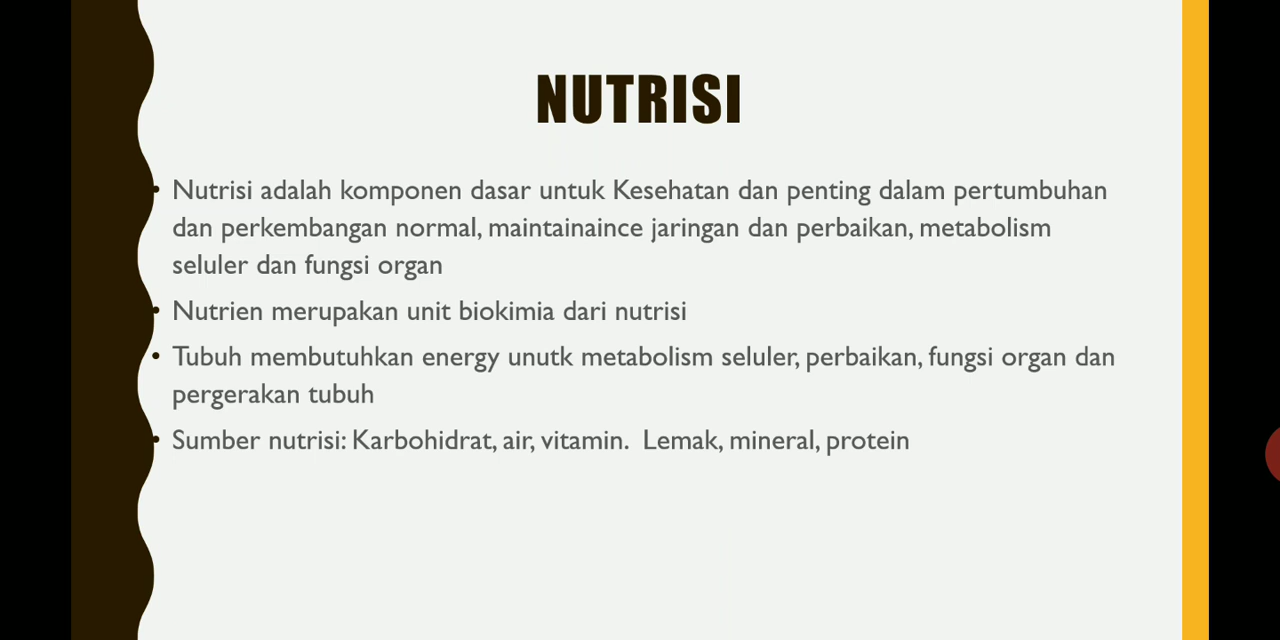 NUTRISI
• Nutrisi adalah komponen dasar untuk Kesehatan dan penting dalam pertumbuhan
dan perkembangan normal, maintainaince jaringan dan perbaikan, metabolism
seluler dan fungsi organ
• Nutrien merupakan unit biokimia dari nutrisi
• Tubuh membutuhkan energy unutk metabolism seluler, perbaikan, fungsi organ dan
pergerakan tubuh
• Sumber nutrisi: Karbohidrat, air, vitamin.  Lemak, mineral, protein